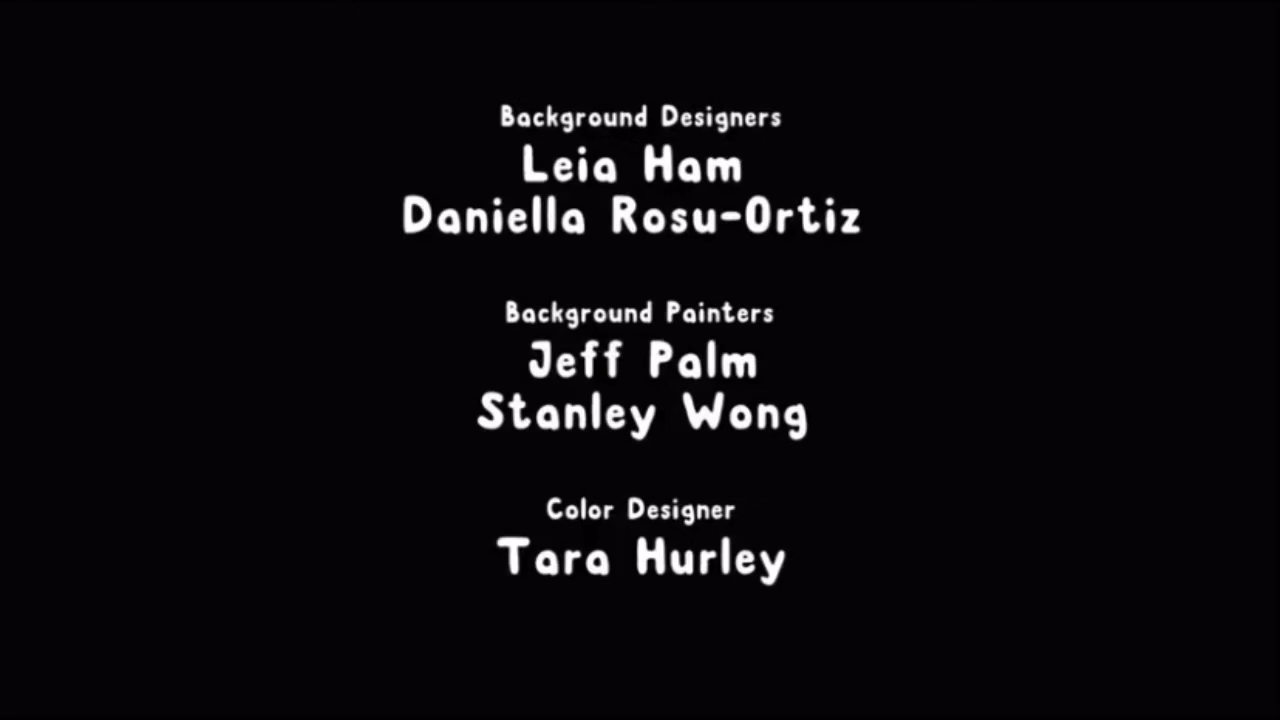 Background Designers
Leia Ham
Daniella Rosu-Ortiz
Background Painters
Jeff Palm
Stanley Wong
Color Designer
Tara Hurley